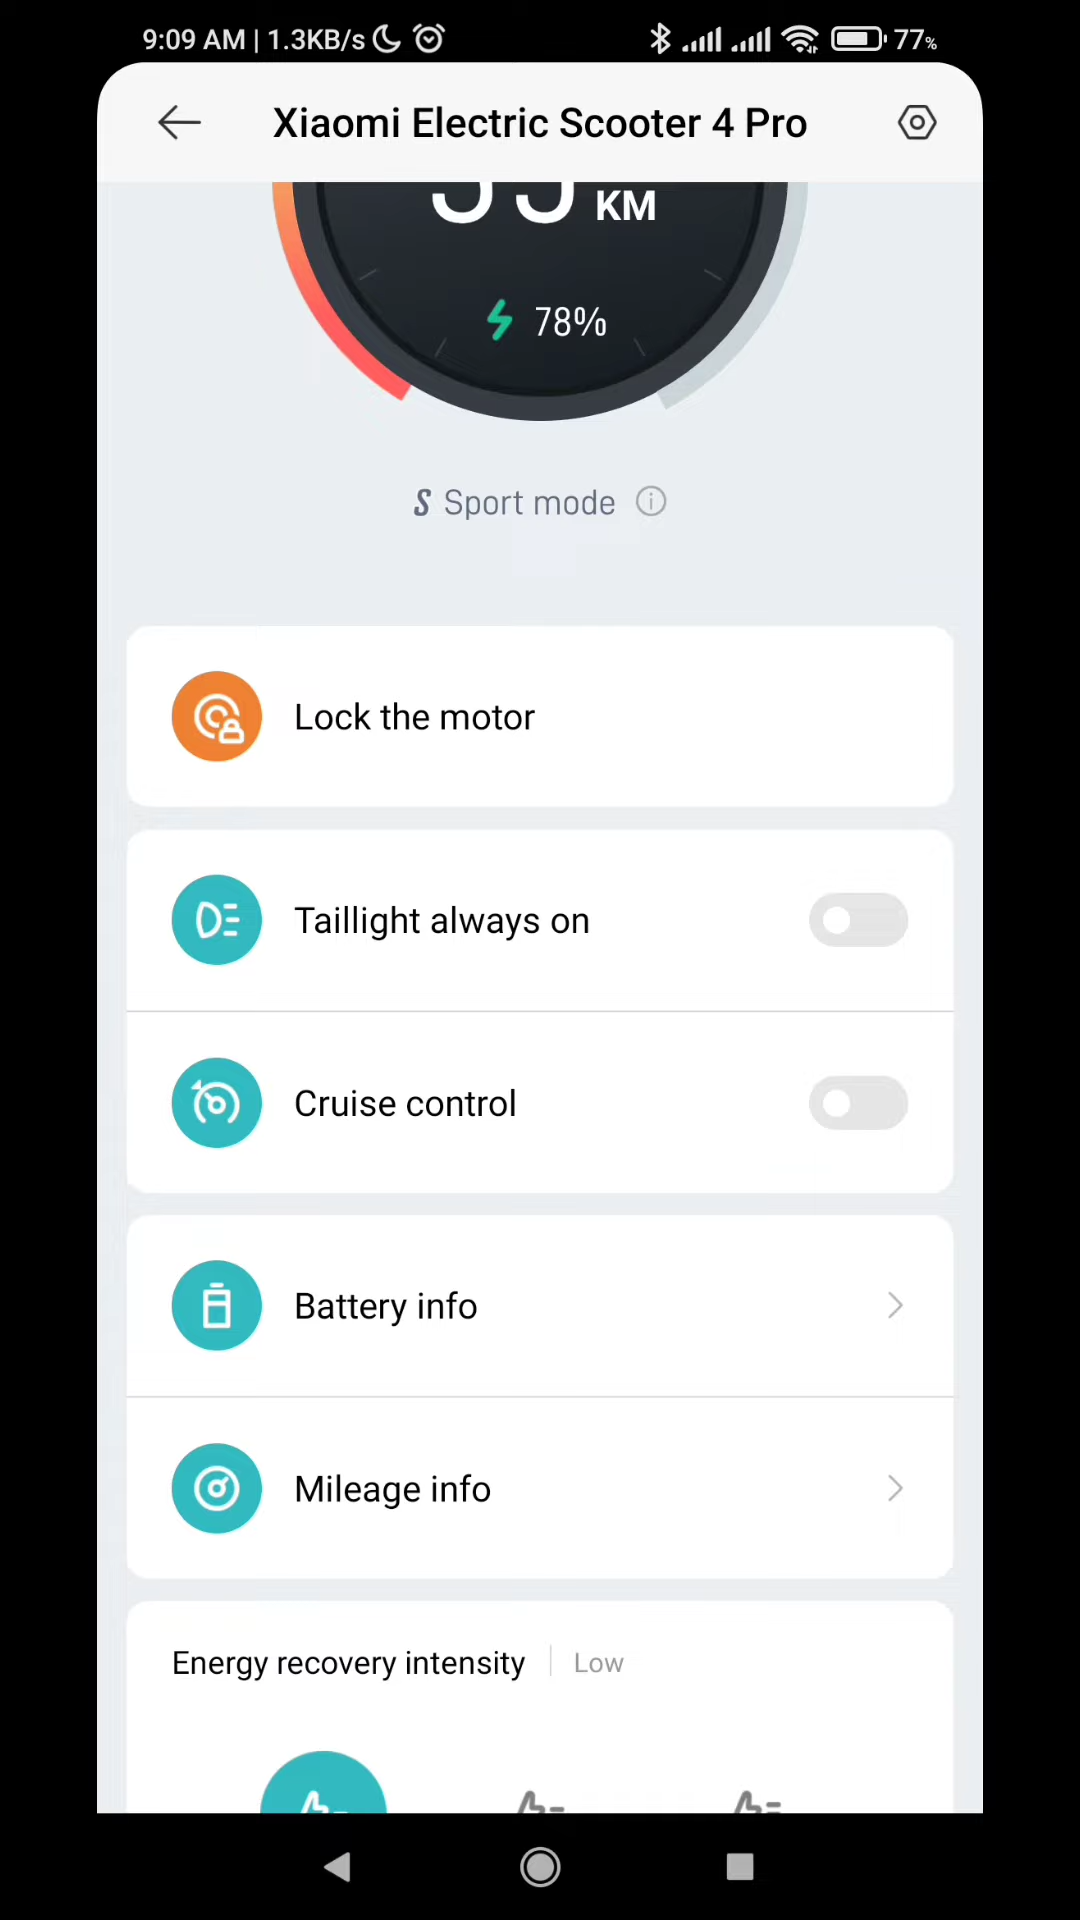 9:09 AM | 1.3KB/s 77%
Xiaomi Electric Scooter 4 Pro
KM
78%
S Sport mode
Lock the motor
Taillight always on
Cruise control
Battery info
Mileage info
Energy recovery intensity | Low